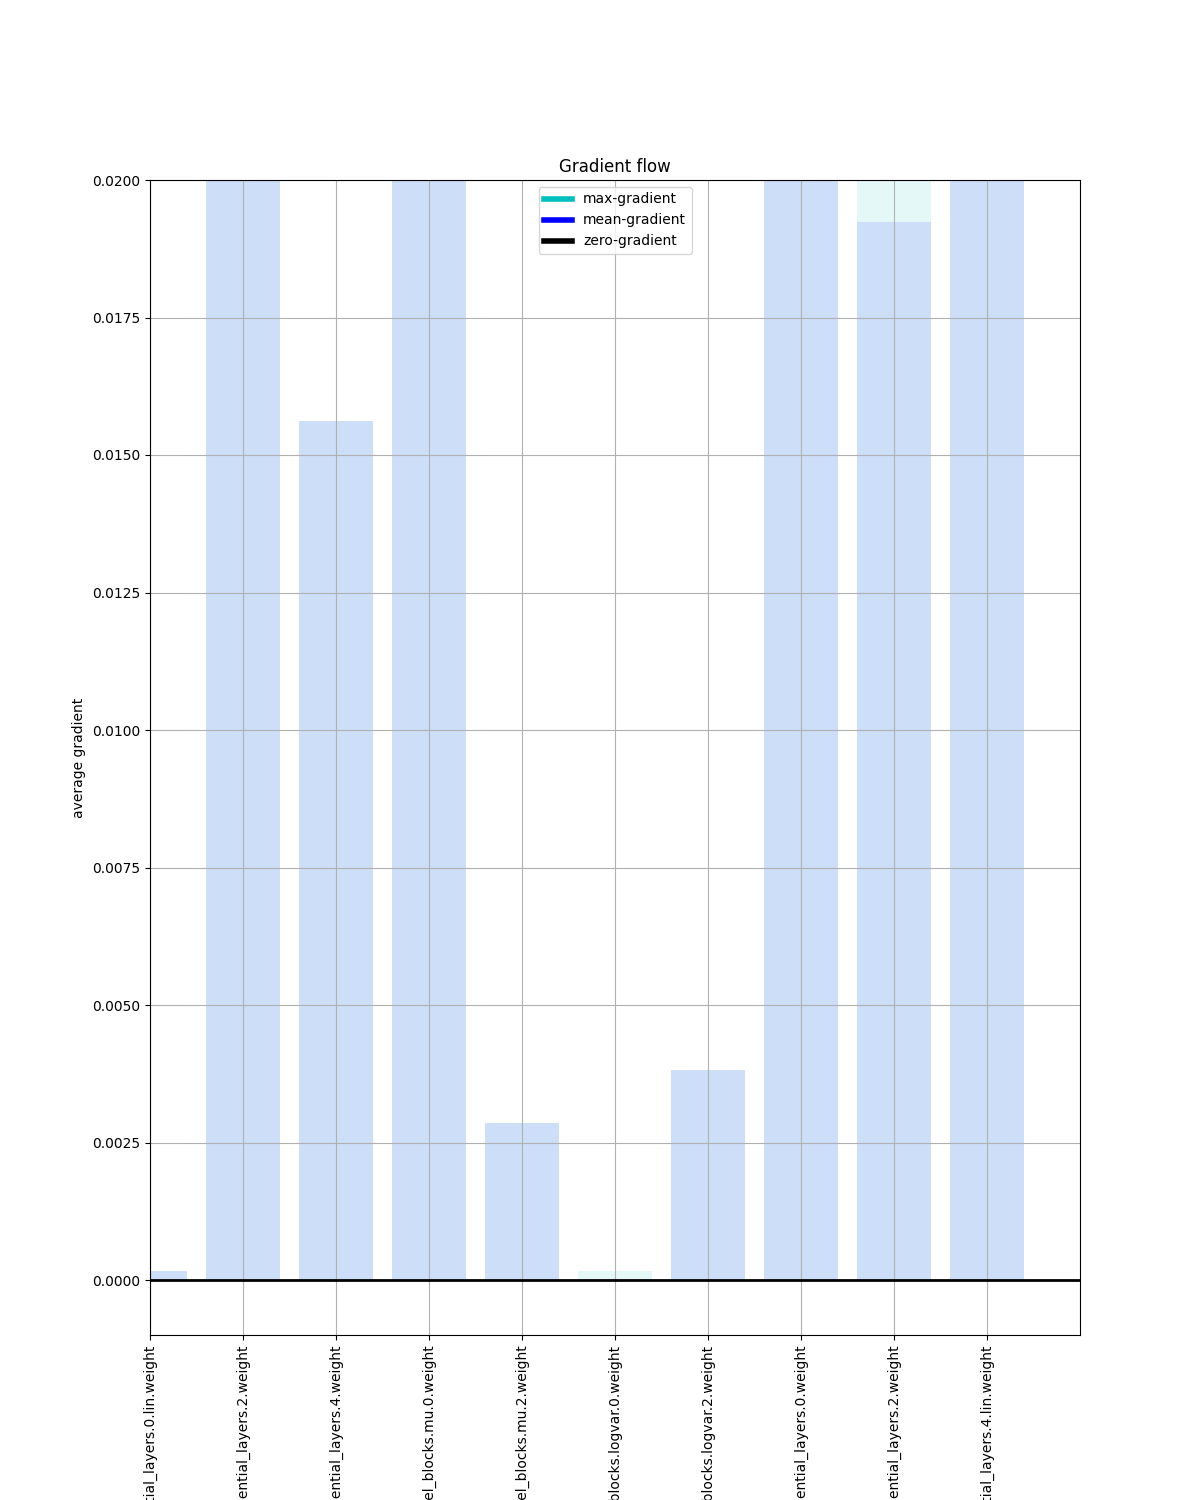 Gradient flow
max-gradient
mean-gradient
zero-gradient
0.0200
0.0175
0.0150
0.0125
0.0100
0.0075
0.0050
0.0025
0.0000
average gradient
tial_layers.0.lin.weight
ential_layers.2.weight
ential_layers.4.weight
el_blocks.mu.0.weight
el_blocks.mu.2.weight
blocks.logvar.0.weight
blocks.logvar.2.weight
ential_layers.0.weight
ential_layers.2.weight
tial_layers.4.lin.weight